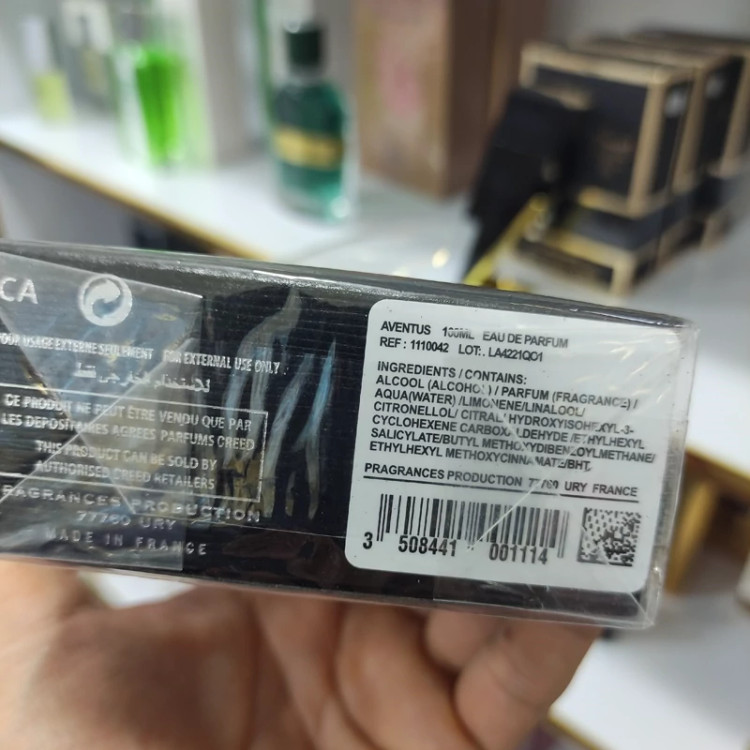 CA
POUR USAGE EXTERNE SEULEMENT FOR EXTERNAL USE ONLY
للاستخدام خارجي فقط
CE PRODUIT NE PEUT ÊTRE VENDU QUE PAR
LES DEPOSITAIRES AGREES PARFUMS CREED
THIS PRODUCT CAN BE SOLD BY
AUTHORISED CREED RETAILERS
FRAGRANCES PRODUCTION
77760 URY
MADE IN FRANCE
AVENTUS 100ML EAU DE PARFUM
REF : 1110042 LOT: . LA4221QO1
INGREDIENTS / CONTAINS:
ALCOOL (ALCOHOL) / PARFUM (FRAGRANCE) /
AQUA(WATER) /LIMONENE/LINALOOL/
CITRONELLOL/ CITRAL/ HYDROXYISOHEXYL-3-
CYCLOHEXENE CARBOXALDEHYDE /ETHYLHEXYL
SALICYLATE/BUTYL METHOXYDIBENZOYLMETHANE/
ETHYLHEXYL METHOXYCINNAMATE/BHT.
FRAGRANCES PRODUCTION 77760 URY FRANCE
3 508441 001114